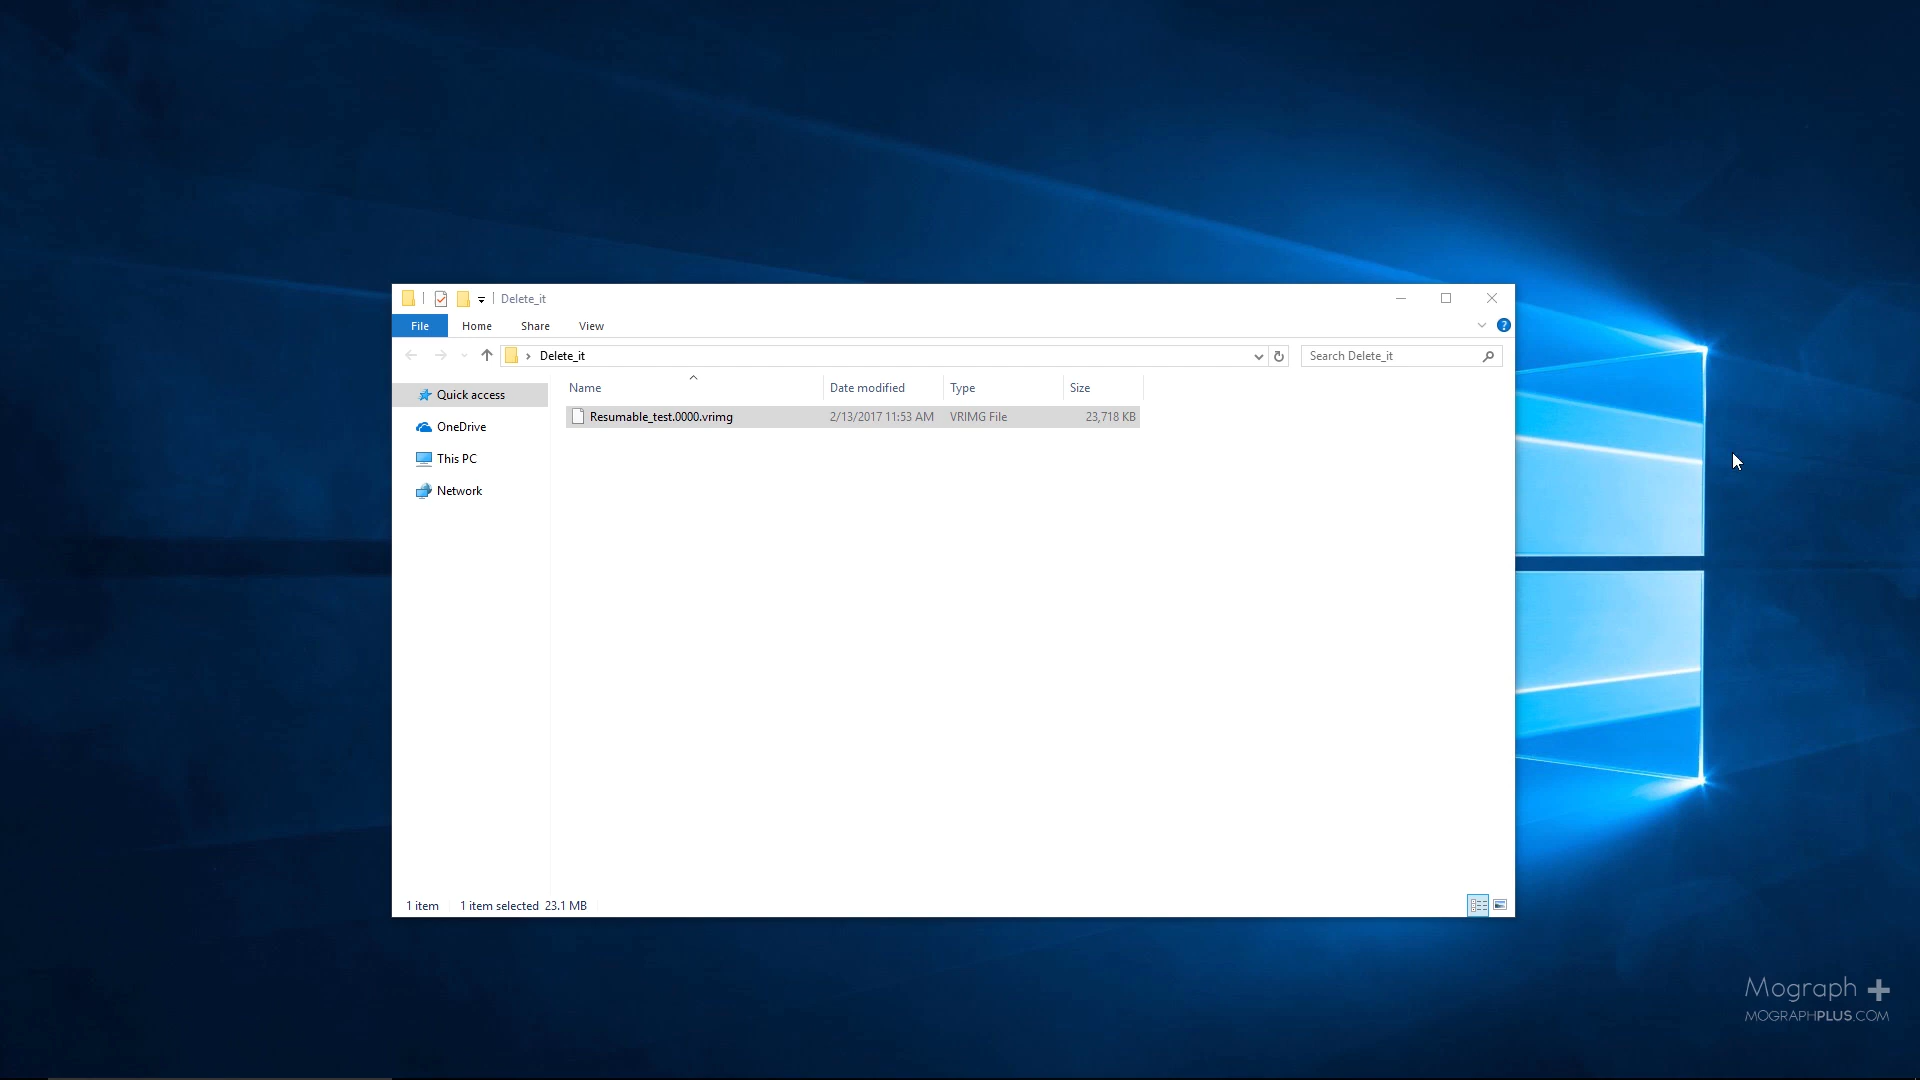 Delete_it
File Home Share View
Delete_it
Search Delete_it
Name Date modified Type Size
Quick access
Resumable_test.0000.vrimg 2/13/2017 11:53 AM VRIMG File 23,718 KB
OneDrive
This PC
Network
1 item 1 item selected 23.1 MB
Mograph
MOGRAPHPLUS.COM